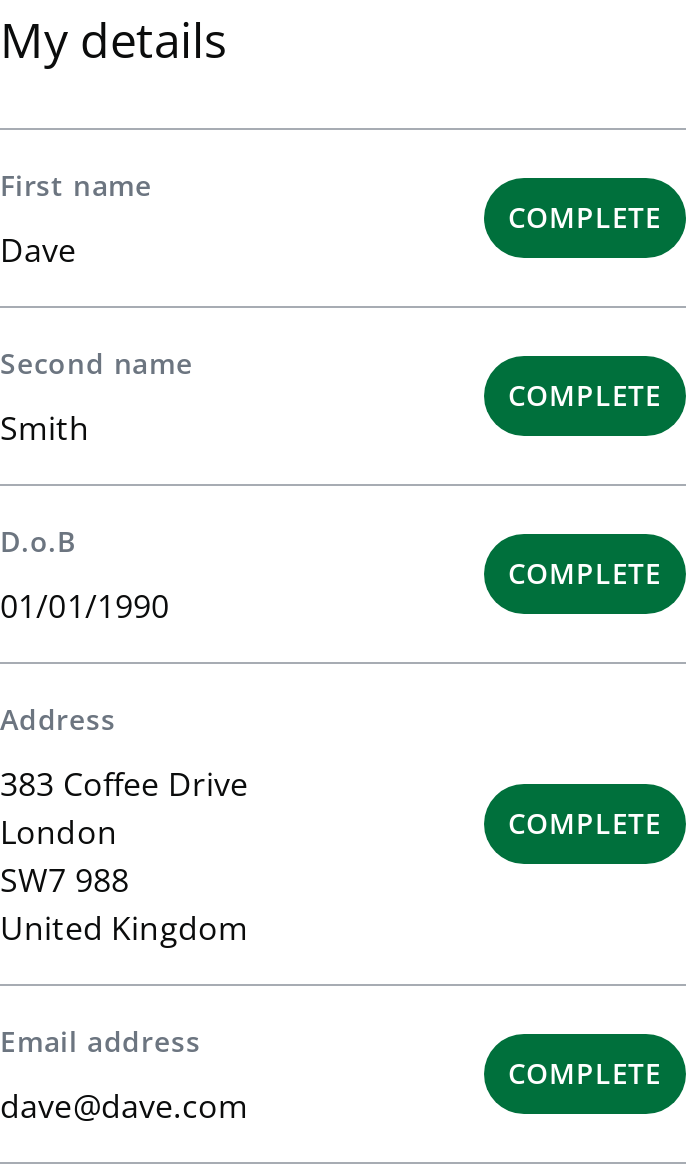 My details
First name
COMPLETE
Dave
Second name
COMPLETE
Smith
D.o.B
COMPLETE
01/01/1990
Address
383 Coffee Drive
London
COMPLETE
SW7 988
United Kingdom
Email address
COMPLETE
dave@dave.com